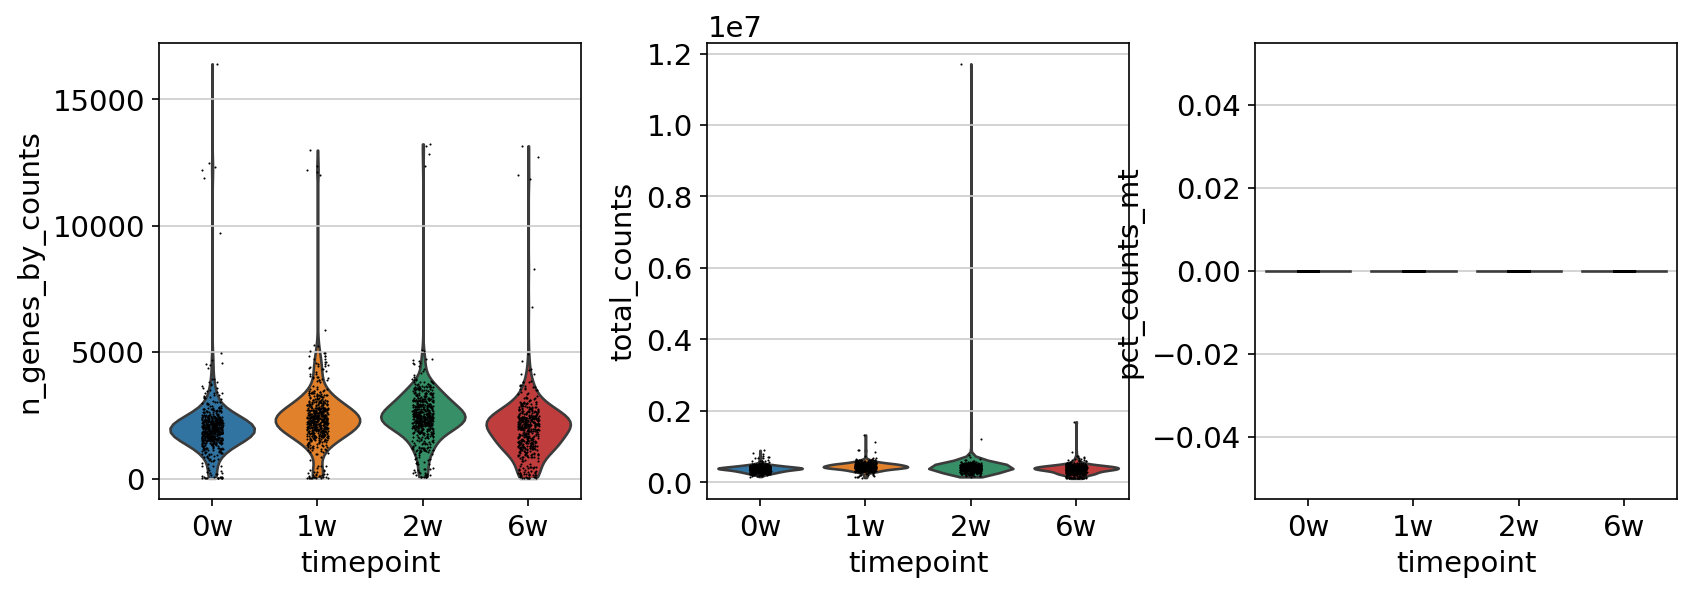 n_genes_by_counts
15000
10000
5000
0
0w 1w 2w 6w
timepoint
1e7
total_counts
1.2
1.0
0.8
0.6
0.4
0.2
0.0
0w 1w 2w 6w
timepoint
pct_counts_mt
0.04
0.02
0.00
−0.02
−0.04
0w 1w 2w 6w
timepoint